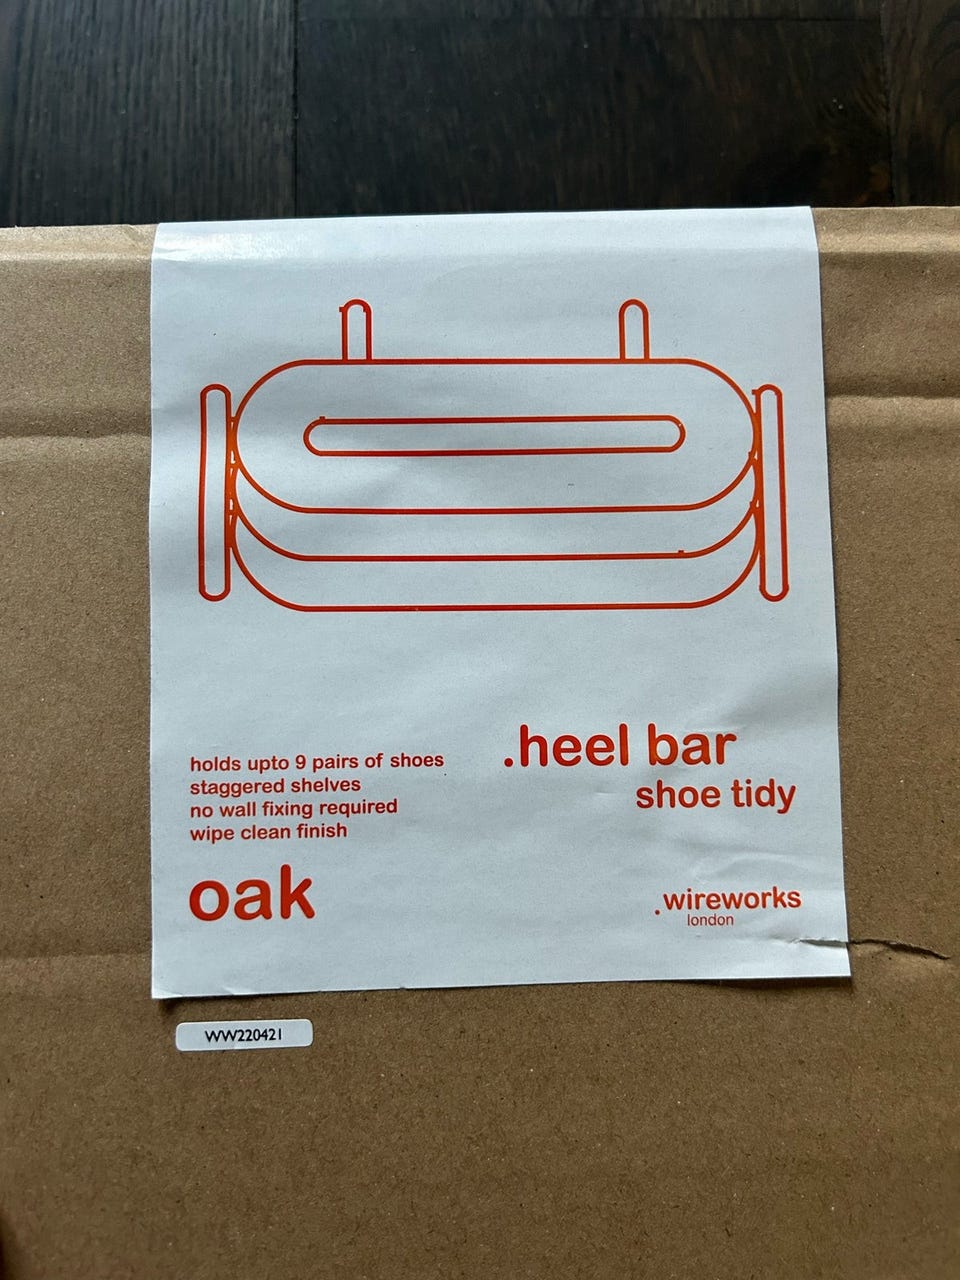 holds upto 9 pairs of shoes
staggered shelves
no wall fixing required
wipe clean finish
oak
.heel bar
shoe tidy
.wireworks
london
WW220421